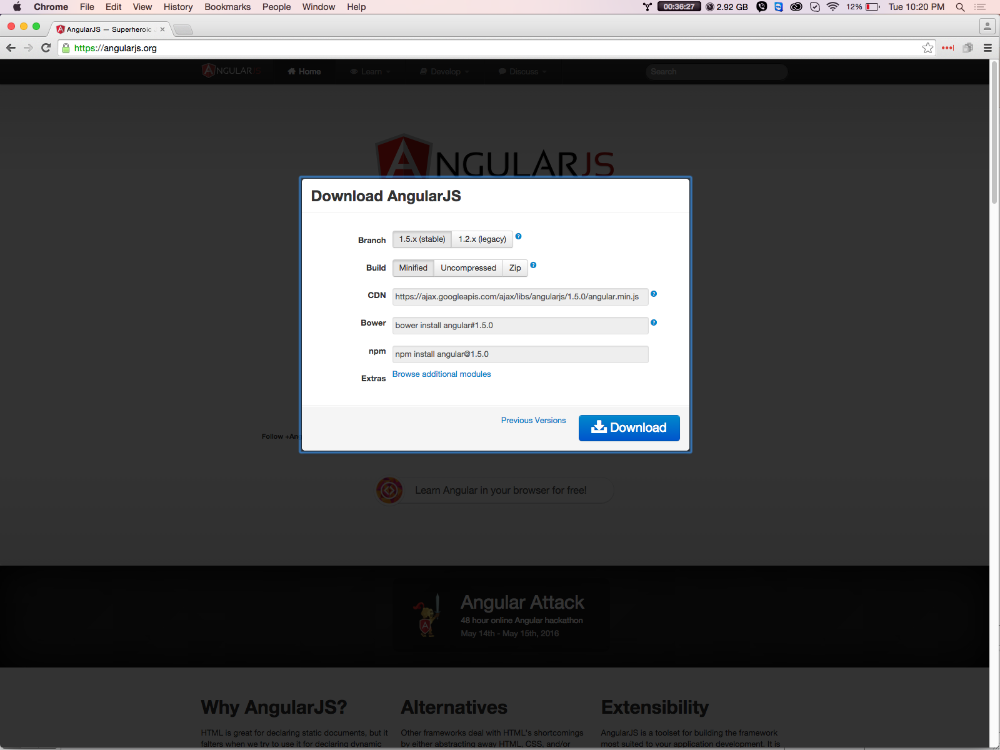 Chrome File Edit View History Bookmarks People Window Help 00:36:27 2.92 GB 12% Tue 10:20 PM
AngularJS — Superheroic
https://angularjs.org
ANGULARJS Home Learn Develop Discuss Search
ANGULARJS
Download AngularJS
Branch 1.5.x (stable) 1.2.x (legacy) ?
Build Minified Uncompressed Zip ?
CDN https://ajax.googleapis.com/ajax/libs/angularjs/1.5.0/angular.min.js ?
Bower bower install angular#1.5.0 ?
npm npm install angular@1.5.0
Extras Browse additional modules
Previous Versions Download
Follow +Ang
Learn Angular in your browser for free!
Angular Attack
48 hour online Angular hackathon
May 14th - May 15th, 2016
Why AngularJS?
HTML is great for declaring static documents, but it
falters when we try to use it for declaring dynamic
Alternatives
Other frameworks deal with HTML's shortcomings
by either abstracting away HTML, CSS, and/or
Extensibility
AngularJS is a toolset for building the framework
most suited to your application development. It is